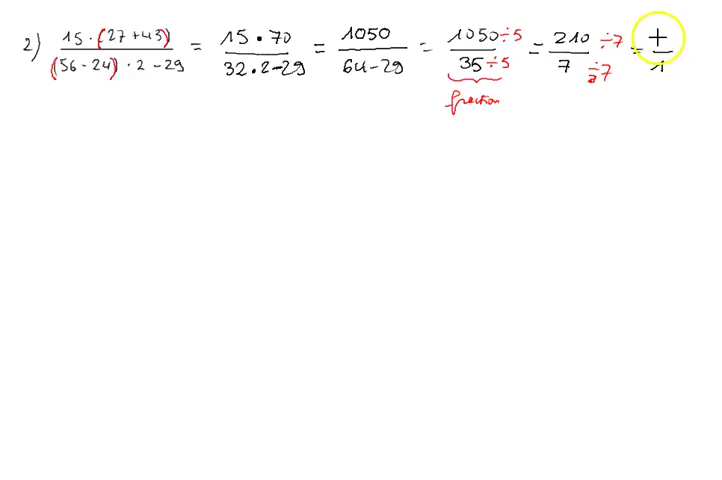 2) 15 · (27 + 43) / (56 - 24) · 2 - 29 = 15 · 70 / 32 · 2 - 29 = 1050 / 64 - 29 = 1050 ÷5 / 35 ÷5 = 210 ÷7 / 7 ÷7 = / 1
fraction